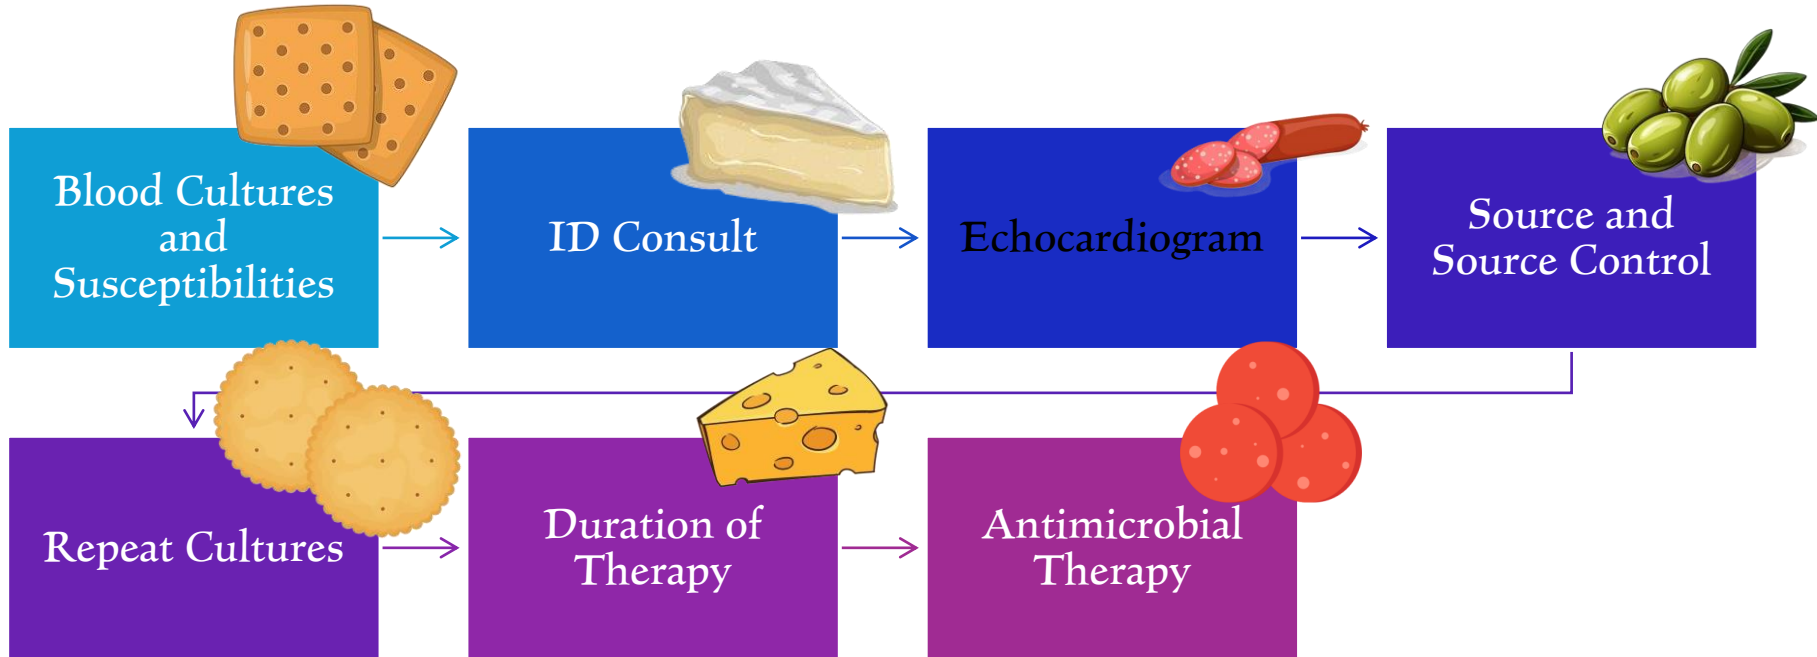 Blood Cultures
and
Susceptibilities
ID Consult
Echocardiogram
Source and
Source Control
Repeat Cultures
Duration of
Therapy
Antimicrobial
Therapy